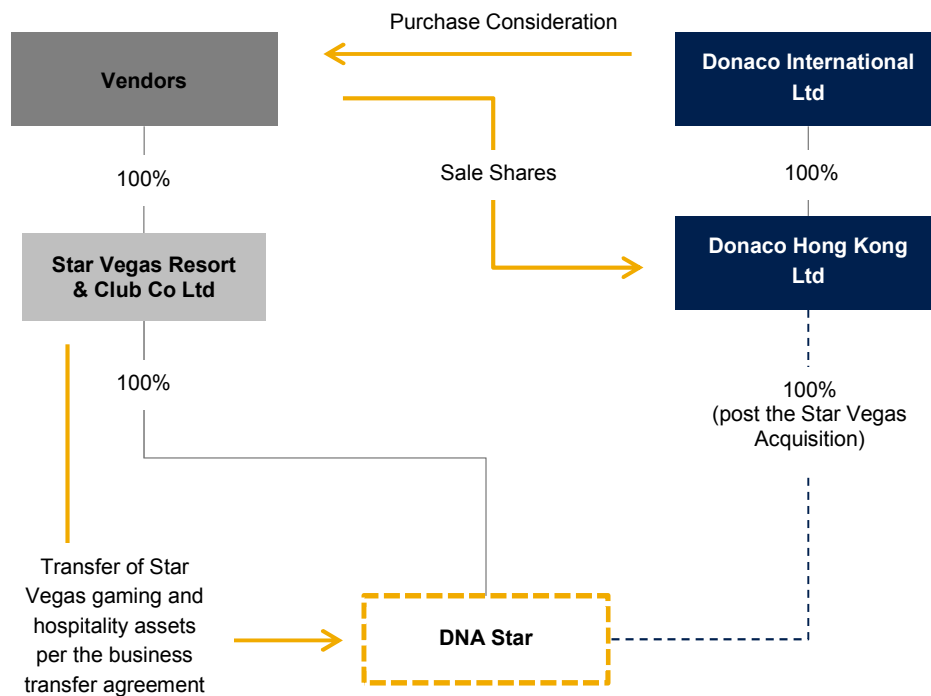 Purchase Consideration
Vendors
Donaco International
Ltd
100%
Sale Shares
100%
Star Vegas Resort
& Club Co Ltd
Donaco Hong Kong
Ltd
100%
100%
(post the Star Vegas
Acquisition)
Transfer of Star
Vegas gaming and
hospitality assets
per the business
transfer agreement
DNA Star